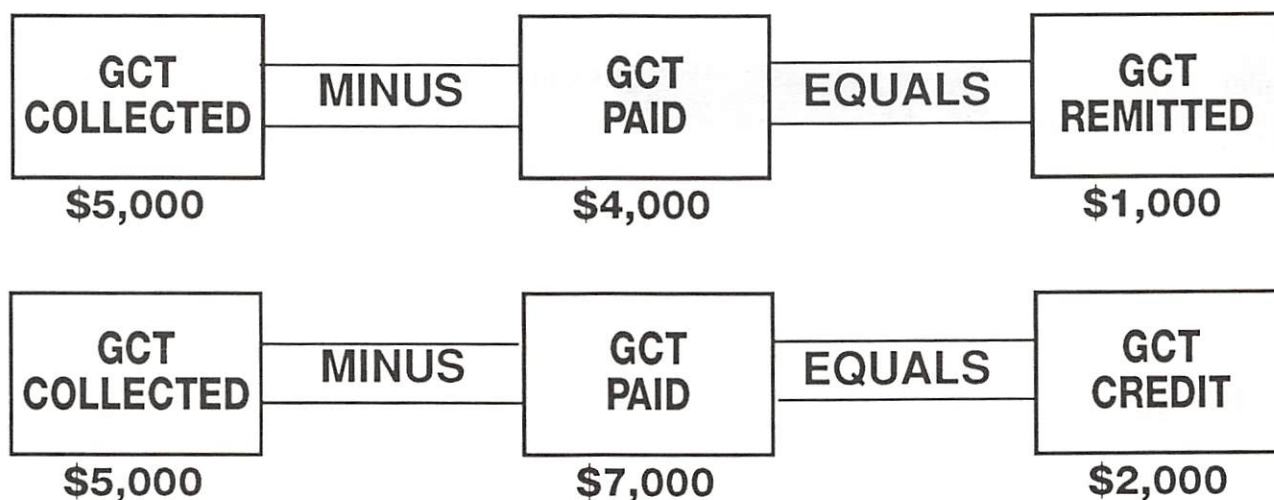 GCT
COLLECTED
MINUS
GCT
PAID
EQUALS
GCT
REMITTED
$5,000
$4,000
$1,000
GCT
COLLECTED
MINUS
GCT
PAID
EQUALS
GCT
CREDIT
$5,000
$7,000
$2,000